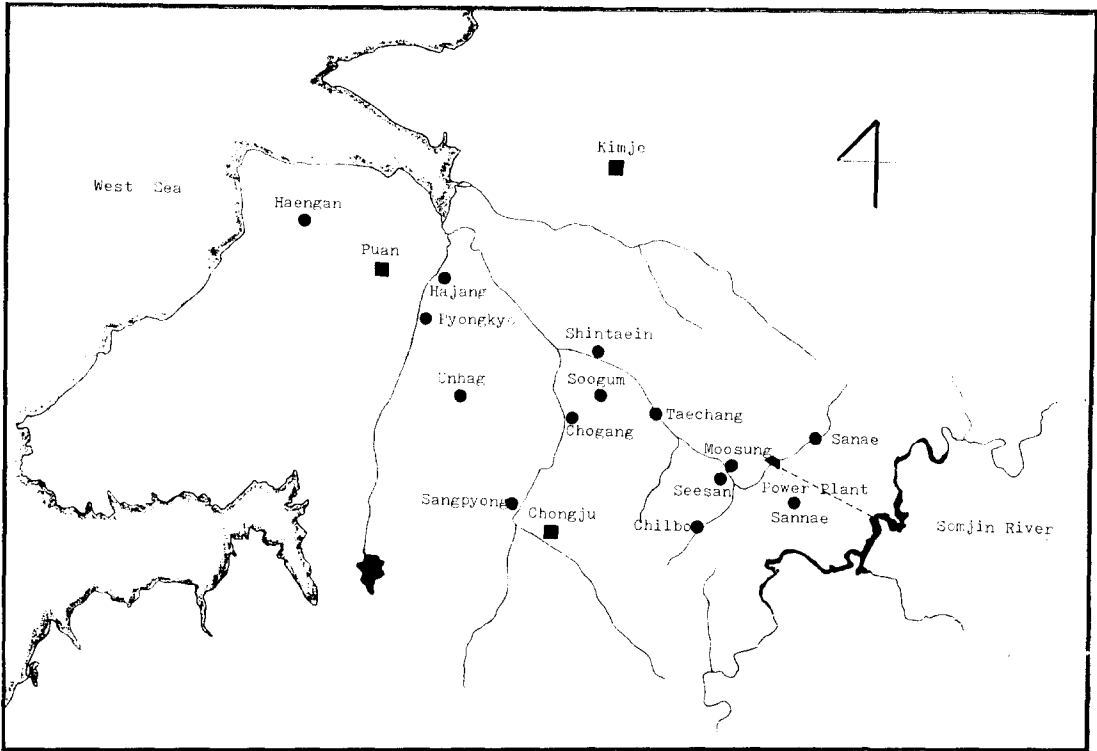 Kimje
West Sea
Haengan
Puan
Hajang
Pyongkyo
Shintaein
Unhag
Soogum
Taechang
Chogang
Sanae
Moosung
Seesan
Power Plant
Sangpyong
Sannae
Chongju
Chilbo
Somjin River